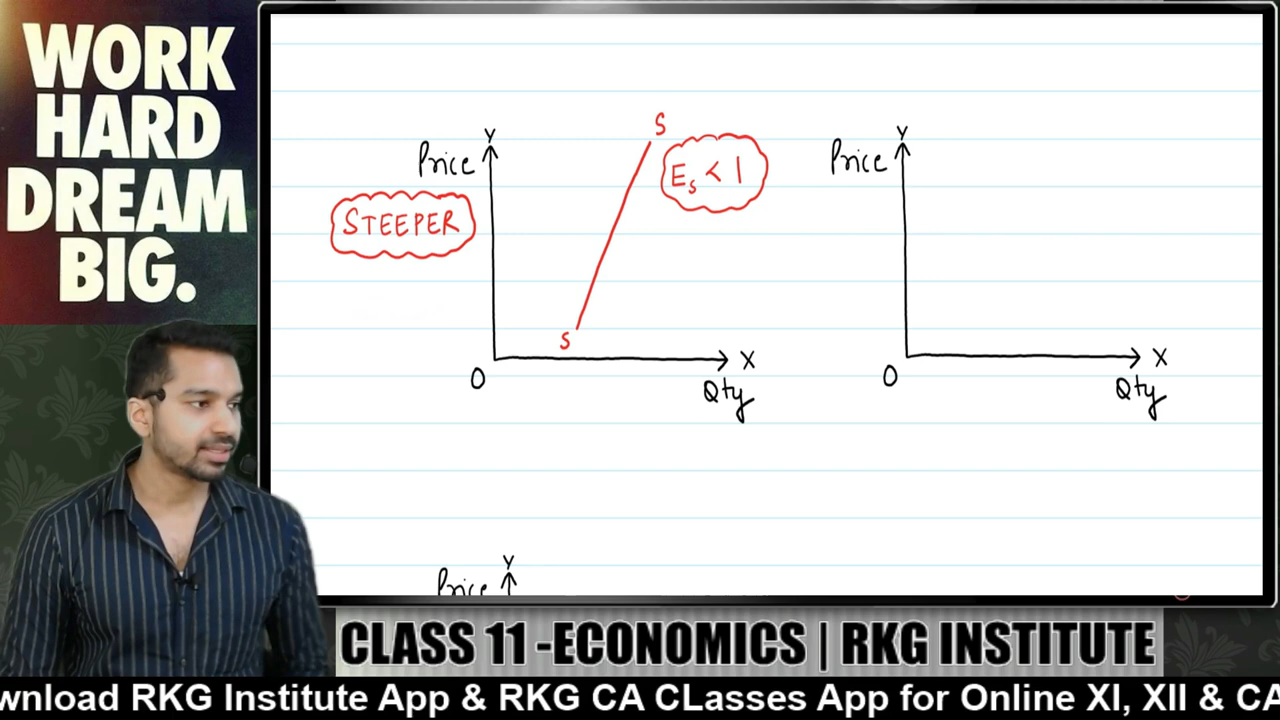 WORK
HARD
DREAM
BIG.
Y
Price
STEEPER
S
Es < 1
S
O
X
Qty
Y
Price
O
X
Qty
Y
Price
CLASS 11 -ECONOMICS | RKG INSTITUTE
wnload RKG Institute App & RKG CA CLasses App for Online XI, XII & CA